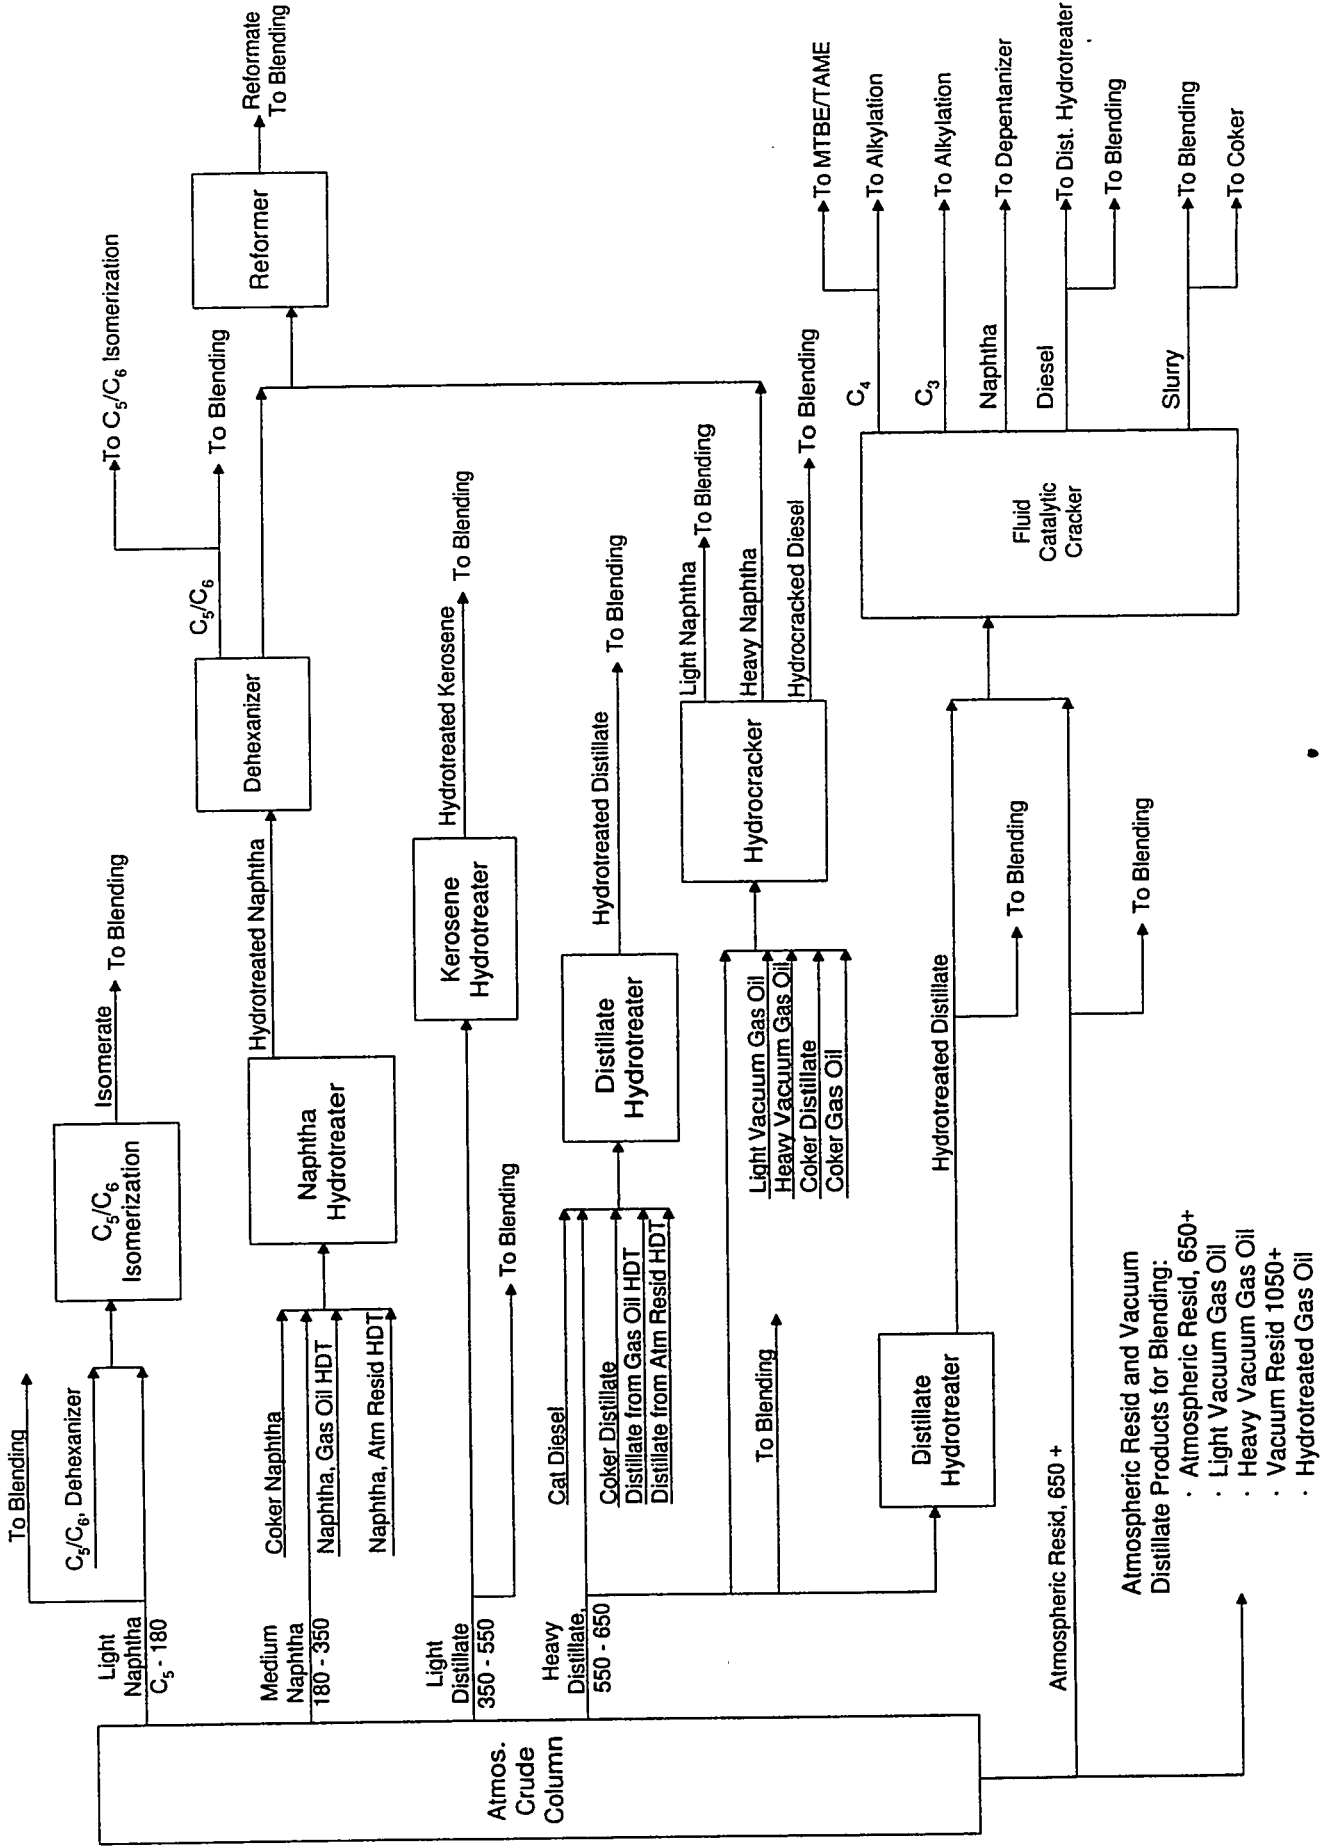 Atmos.
Crude
Column
Light
Naphtha
C₅ - 180
To Blending
C₅/C₆, Dehexanizer
C₅/C₆
Isomerization
Isomerate
To Blending
Medium
Naphtha
180 - 350
Coker Naphtha
Naphtha, Gas Oil HDT
Naphtha, Atm Resid HDT
Naphtha
Hydrotreater
Hydrotreated Naphtha
Dehexanizer
C₅/C₆
To C₅/C₆ Isomerization
To Blending
Reformer
Reformate
To Blending
Light
Distillate
350 - 550
To Blending
Kerosene
Hydrotreater
Hydrotreated Kerosene
To Blending
Heavy
Distillate,
550 - 650
Cat Diesel
Coker Distillate
Distillate from Gas Oil HDT
Distillate from Atm Resid HDT
Distillate
Hydrotreater
Hydrotreated Distillate
To Blending
To Blending
Light Vacuum Gas Oil
Heavy Vacuum Gas Oil
Coker Distillate
Coker Gas Oil
Hydrocracker
Light Naphtha
To Blending
Heavy Naphtha
Hydrocracked Diesel
To Blending
Distillate
Hydrotreater
Hydrotreated Distillate
To Blending
Atmospheric Resid, 650 +
To Blending
Fluid
Catalytic
Cracker
C₄
To MTBE/TAME
To Alkylation
C₃
To Alkylation
Naphtha
To Depentanizer
Diesel
To Dist. Hydrotreater
To Blending
Slurry
To Blending
To Coker
Atmospheric Resid and Vacuum
Distillate Products for Blending:
· Atmospheric Resid, 650+
· Light Vacuum Gas Oil
· Heavy Vacuum Gas Oil
· Vacuum Resid 1050+
· Hydrotreated Gas Oil